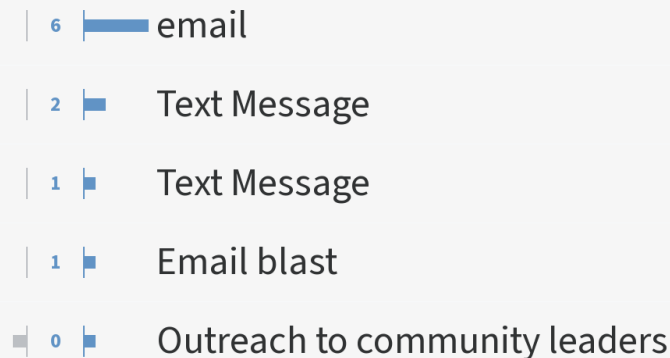 6 email
2 Text Message
1 Text Message
1 Email blast
0 Outreach to community leaders